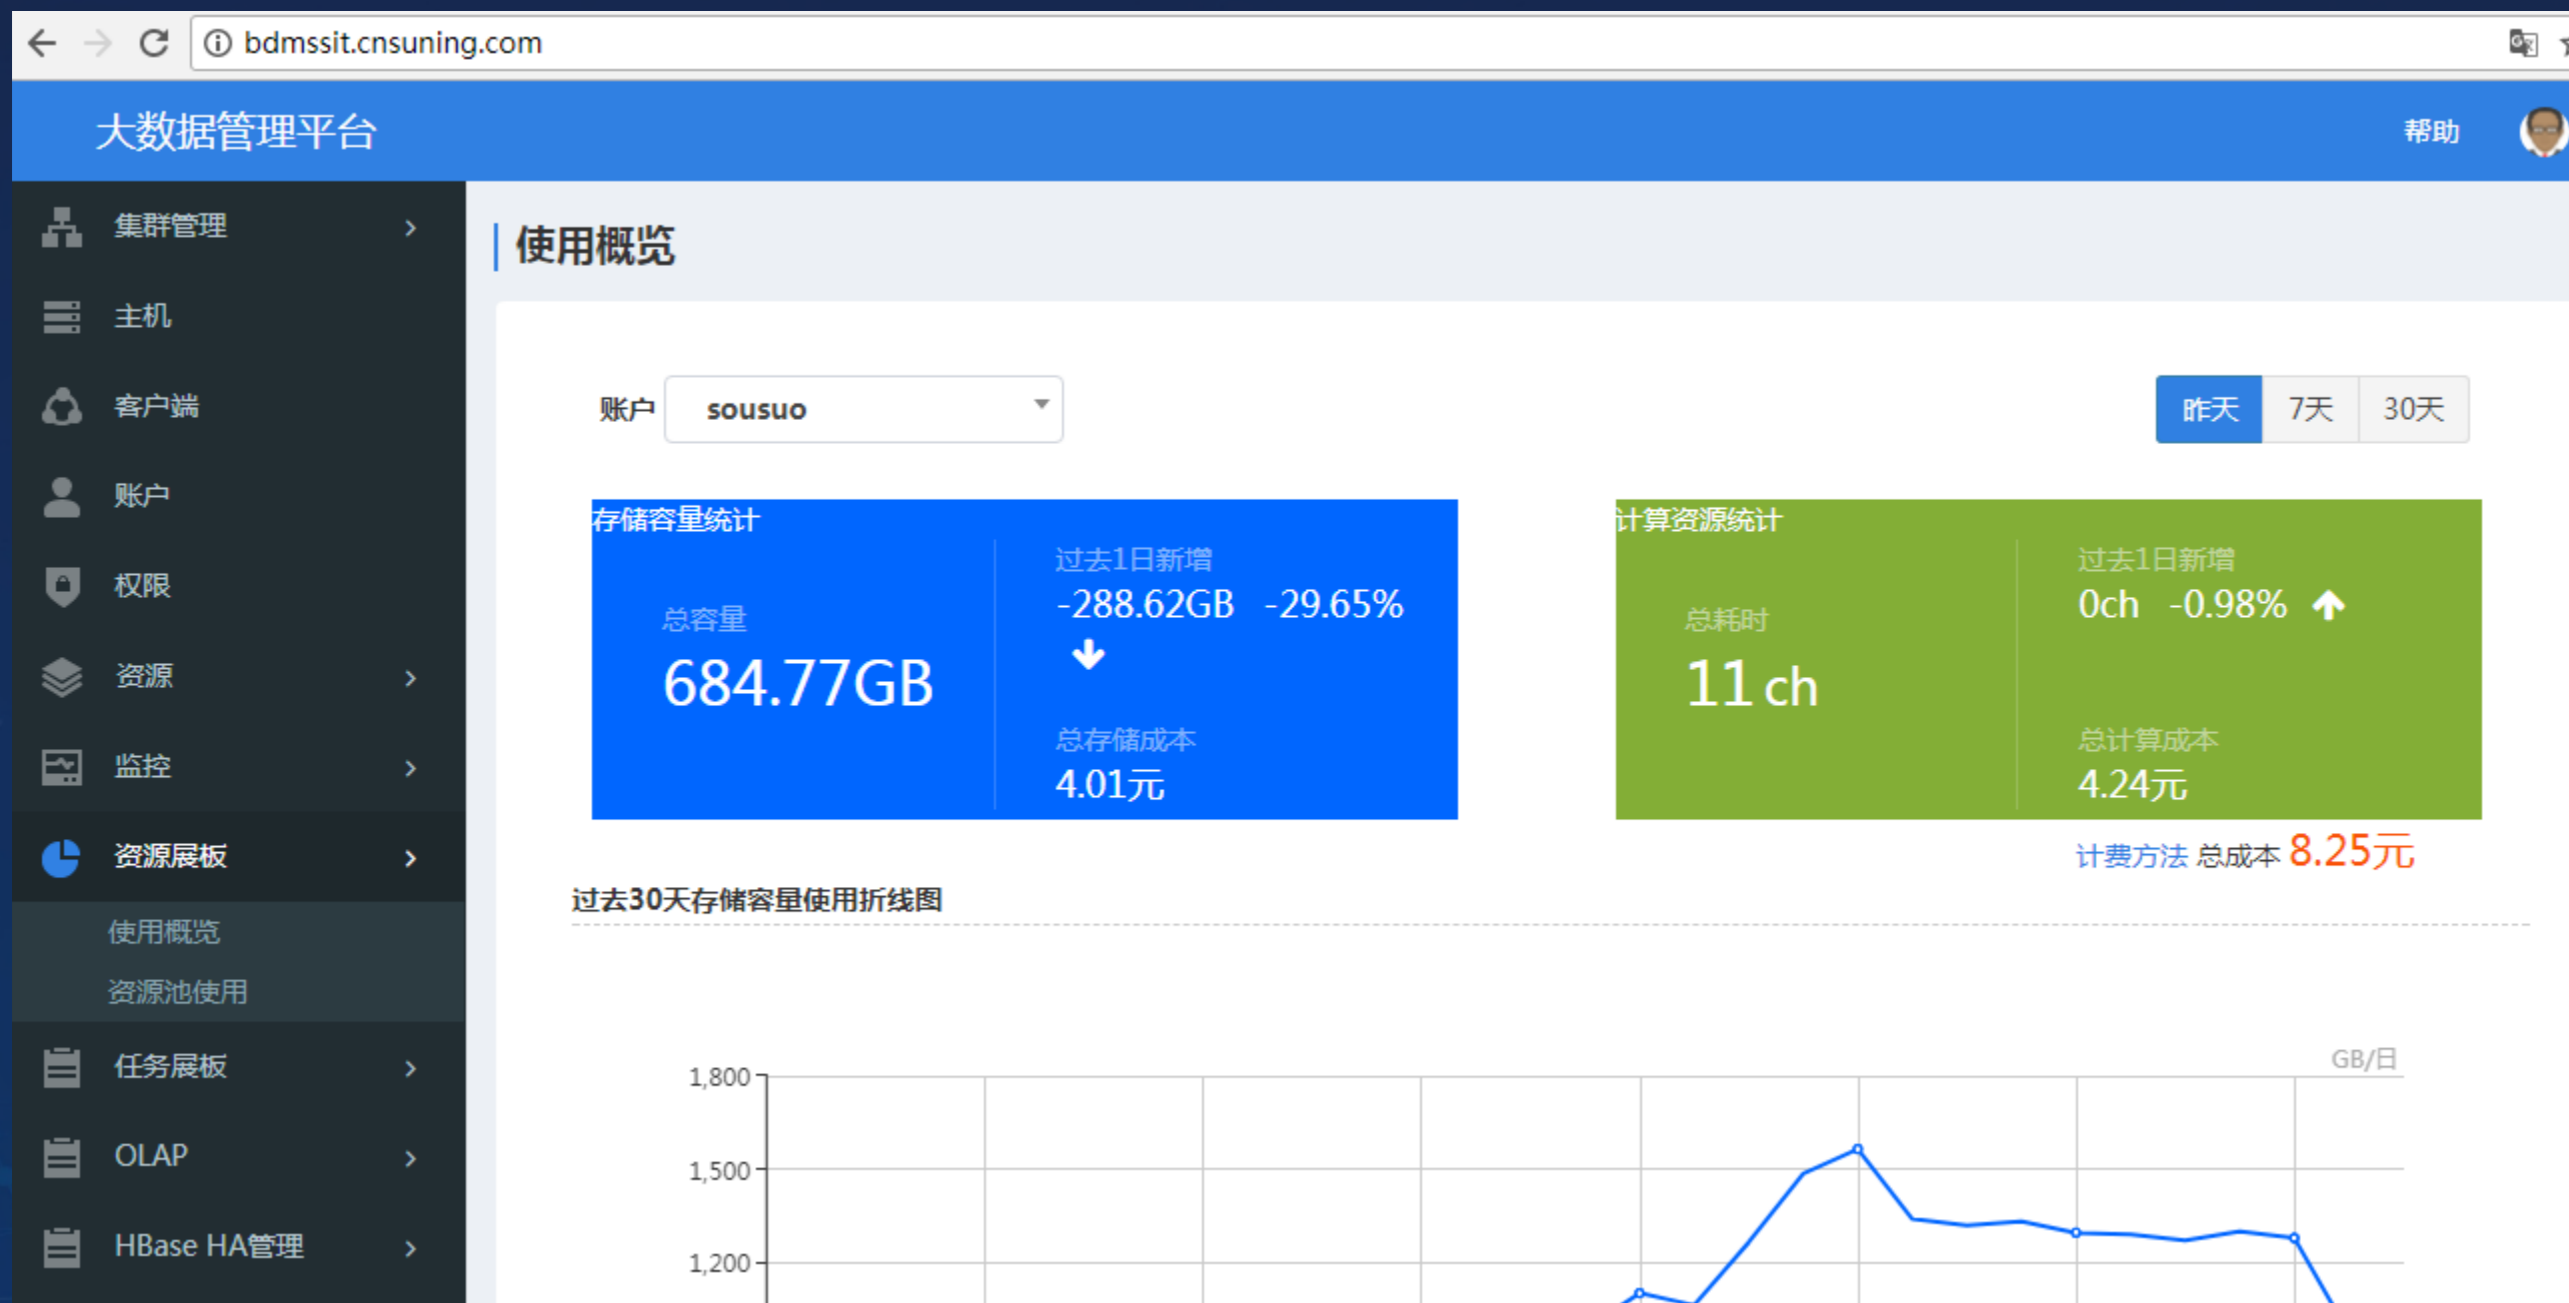 bdmssit.cnsuning.com
大数据管理平台
帮助
集群管理
主机
客户端
账户
权限
资源
监控
资源展板
使用概览
资源池使用
任务展板
OLAP
HBase HA管理
使用概览
账户 sousuo
昨天 7天 30天
存储容量统计
总容量
684.77GB
过去1日新增
-288.62GB -29.65%
总存储成本
4.01元
计算资源统计
总耗时
11 ch
过去1日新增
0ch -0.98%
总计算成本
4.24元
计费方法 总成本 8.25元
过去30天存储容量使用折线图
GB/日
1,800
1,500
1,200